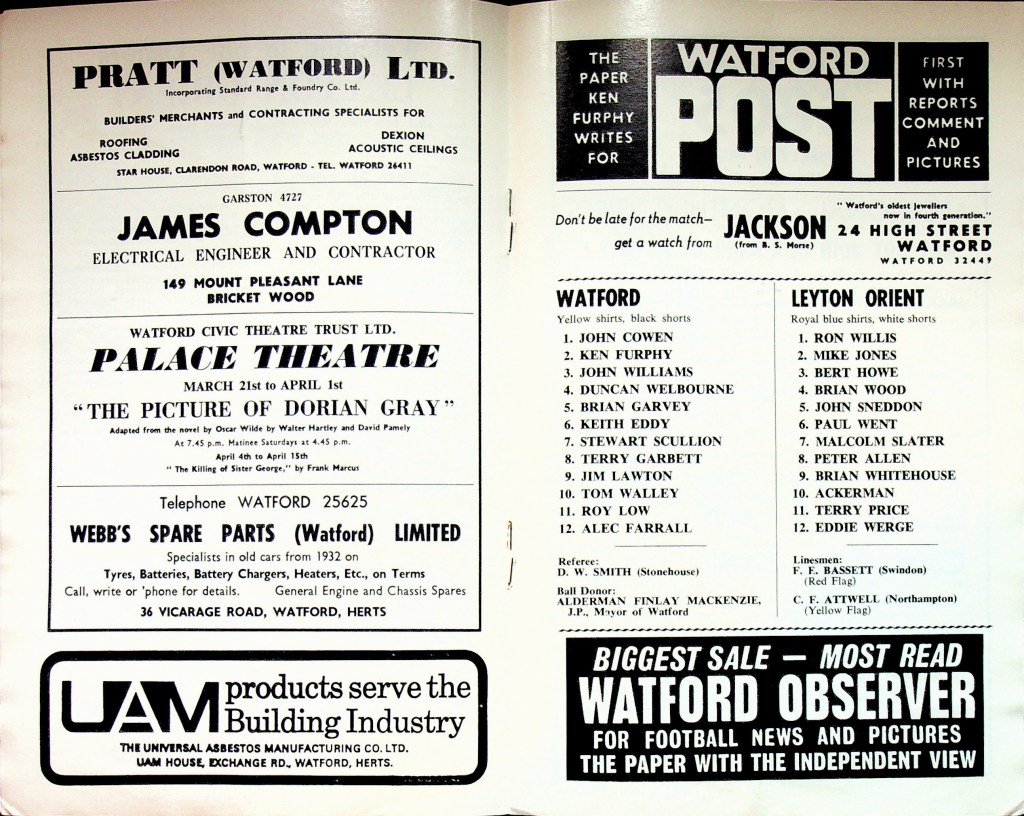 PRATT (WATFORD) LTD.
Incorporating Standard Range & Foundry Co. Ltd.
BUILDERS' MERCHANTS and CONTRACTING SPECIALISTS FOR
ROOFING
ASBESTOS CLADDING
DEXION
ACOUSTIC CEILINGS
STAR HOUSE, CLARENDON ROAD, WATFORD - TEL. WATFORD 26411
GARSTON 4727
JAMES COMPTON
ELECTRICAL ENGINEER AND CONTRACTOR
149 MOUNT PLEASANT LANE
BRICKET WOOD
WATFORD CIVIC THEATRE TRUST LTD.
PALACE THEATRE
MARCH 21st to APRIL 1st
"THE PICTURE OF DORIAN GRAY"
Adapted from the novel by Oscar Wilde by Walter Hartley and David Pamely
At 7.45 p.m. Matinee Saturdays at 4.45 p.m.
April 4th to April 15th
"The Killing of Sister George," by Frank Marcus
Telephone WATFORD 25625
WEBB'S SPARE PARTS (Watford) LIMITED
Specialists in old cars from 1932 on
Tyres, Batteries, Battery Chargers, Heaters, Etc., on Terms
Call, write or 'phone for details. General Engine and Chassis Spares
36 VICARAGE ROAD, WATFORD, HERTS
UAM products serve the
Building Industry
THE UNIVERSAL ASBESTOS MANUFACTURING CO. LTD.
UAM HOUSE, EXCHANGE RD., WATFORD, HERTS.
THE
PAPER
KEN
FURPHY
WRITES
FOR
WATFORD
POST
FIRST
WITH
REPORTS
COMMENT
AND
PICTURES
Don't be late for the match—
get a watch from
JACKSON
(from B. S. Morse)
"Watford's oldest jewellers
now in fourth generation."
24 HIGH STREET
WATFORD
WATFORD 32449
WATFORD
Yellow shirts, black shorts
1. JOHN COWEN
2. KEN FURPHY
3. JOHN WILLIAMS
4. DUNCAN WELBOURNE
5. BRIAN GARVEY
6. KEITH EDDY
7. STEWART SCULLION
8. TERRY GARBETT
9. JIM LAWTON
10. TOM WALLEY
11. ROY LOW
12. ALEC FARRALL
Referee:
D. W. SMITH (Stonehouse)
Ball Donor:
ALDERMAN FINLAY MACKENZIE,
J.P., Mayor of Watford
LEYTON ORIENT
Royal blue shirts, white shorts
1. RON WILLIS
2. MIKE JONES
3. BERT HOWE
4. BRIAN WOOD
5. JOHN SNEDDON
6. PAUL WENT
7. MALCOLM SLATER
8. PETER ALLEN
9. BRIAN WHITEHOUSE
10. ACKERMAN
11. TERRY PRICE
12. EDDIE WERGE
Linesmen:
F. E. BASSETT (Swindon)
(Red Flag)
C. F. ATTWELL (Northampton)
(Yellow Flag)
BIGGEST SALE — MOST READ
WATFORD OBSERVER
FOR FOOTBALL NEWS AND PICTURES
THE PAPER WITH THE INDEPENDENT VIEW